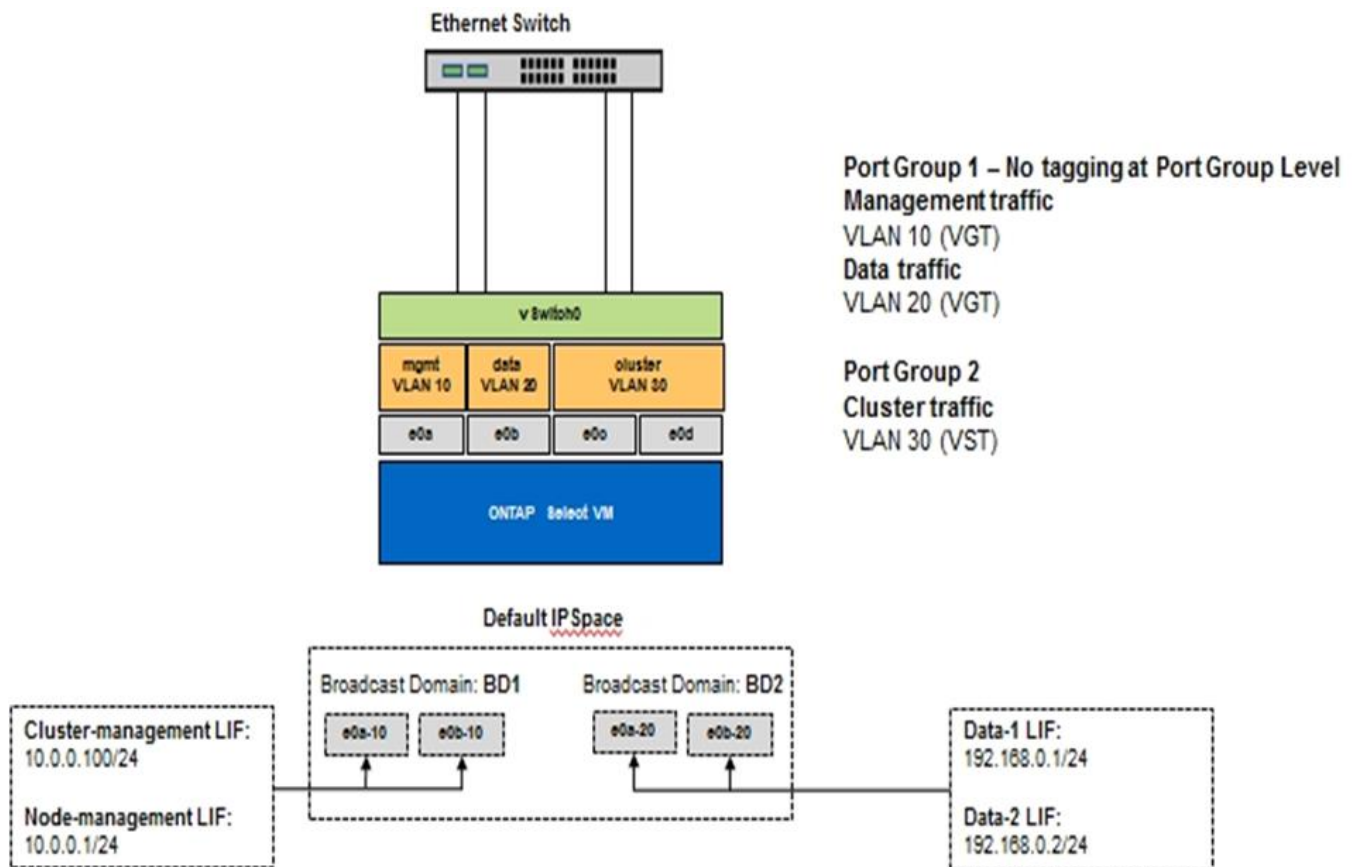 Ethernet Switch
Port Group 1 – No tagging at Port Group Level
Management traffic
VLAN 10 (VGT)
Data traffic
VLAN 20 (VGT)
Port Group 2
Cluster traffic
VLAN 30 (VST)
vSwitch0
mgmt
VLAN 10
data
VLAN 20
cluster
VLAN 30
e0a
e0b
e0c
e0d
ONTAP Select VM
Default IPSpace
Broadcast Domain: BD1
Broadcast Domain: BD2
e0a-10
e0b-10
e0a-20
e0b-20
Cluster-management LIF:
10.0.0.100/24
Node-management LIF:
10.0.0.1/24
Data-1 LIF:
192.168.0.1/24
Data-2 LIF:
192.168.0.2/24